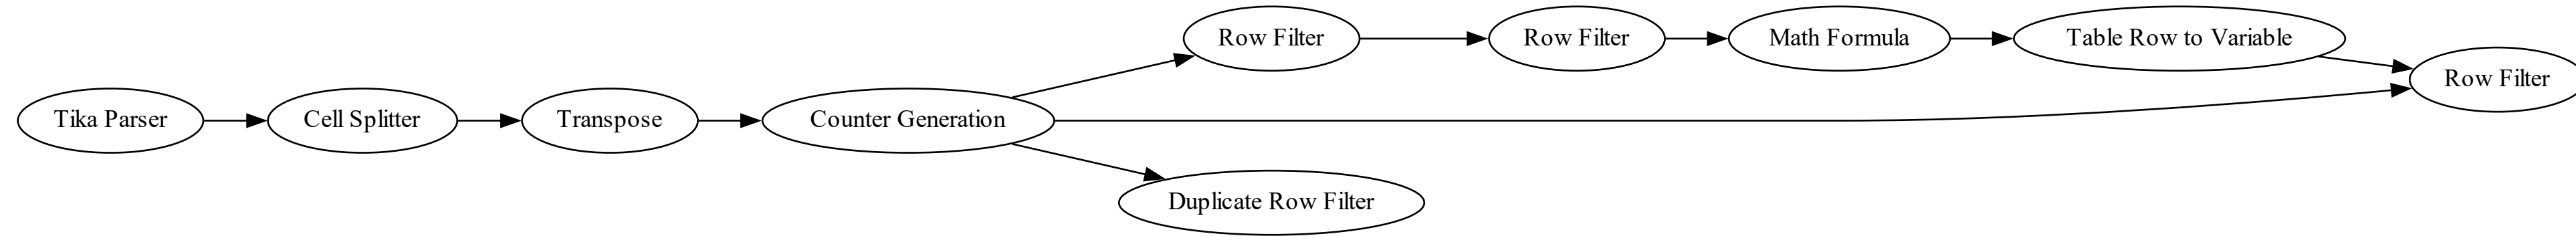 Tika Parser
Cell Splitter
Transpose
Counter Generation
Row Filter
Row Filter
Math Formula
Table Row to Variable
Row Filter
Duplicate Row Filter